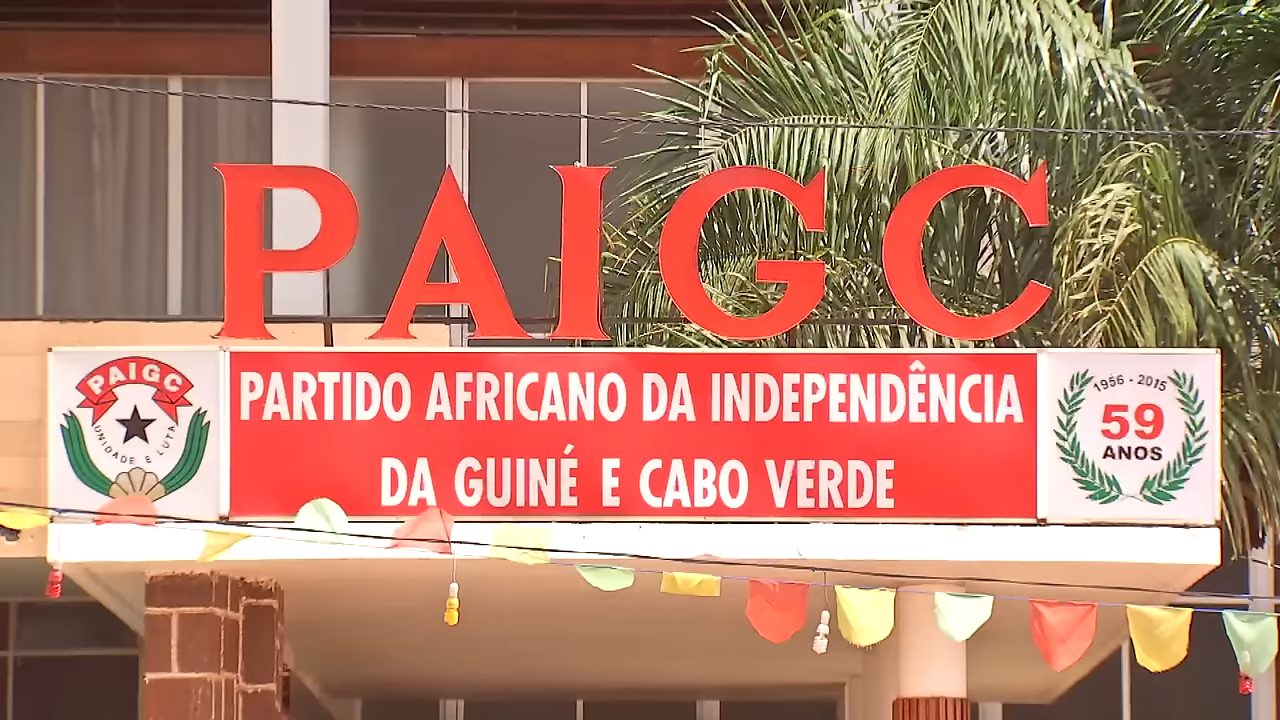 PAIGC
PAIGC
UNIDADE E LUTA
PARTIDO AFRICANO DA INDEPENDÊNCIA
DA GUINÉ E CABO VERDE
1956 - 2015
59
ANOS